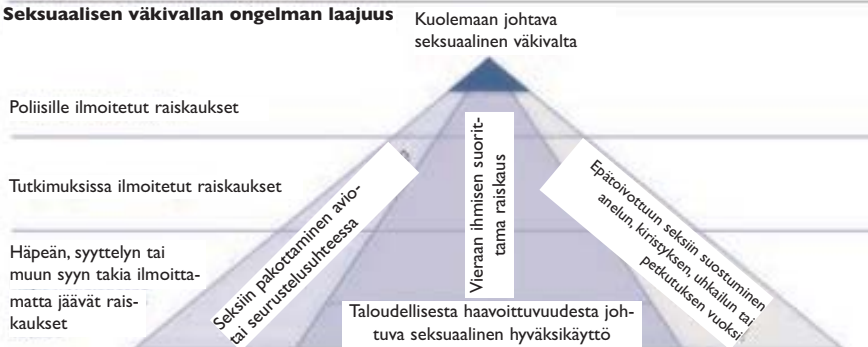 Seksuaalisen väkivallan ongelman laajuus
Kuolemaan johtava
seksuaalinen väkivalta
Poliisille ilmoitetut raiskaukset
Tutkimuksissa ilmoitetut raiskaukset
Häpeän, syyttelyn tai
muun syyn takia ilmoitta-
matta jäävät rais-
kaukset
Seksiin pakottaminen avio-
tai seurustelusuhteessa
Vieraan ihmisen suorit-
tama raiskaus
Epätoivottuun seksiin suostuminen
anelun, kiristyksen, uhkailun tai
petkutuksen vuoksi
Taloudellisesta haavoittuvuudesta joh-
tuva seksuaalinen hyväksikäyttö